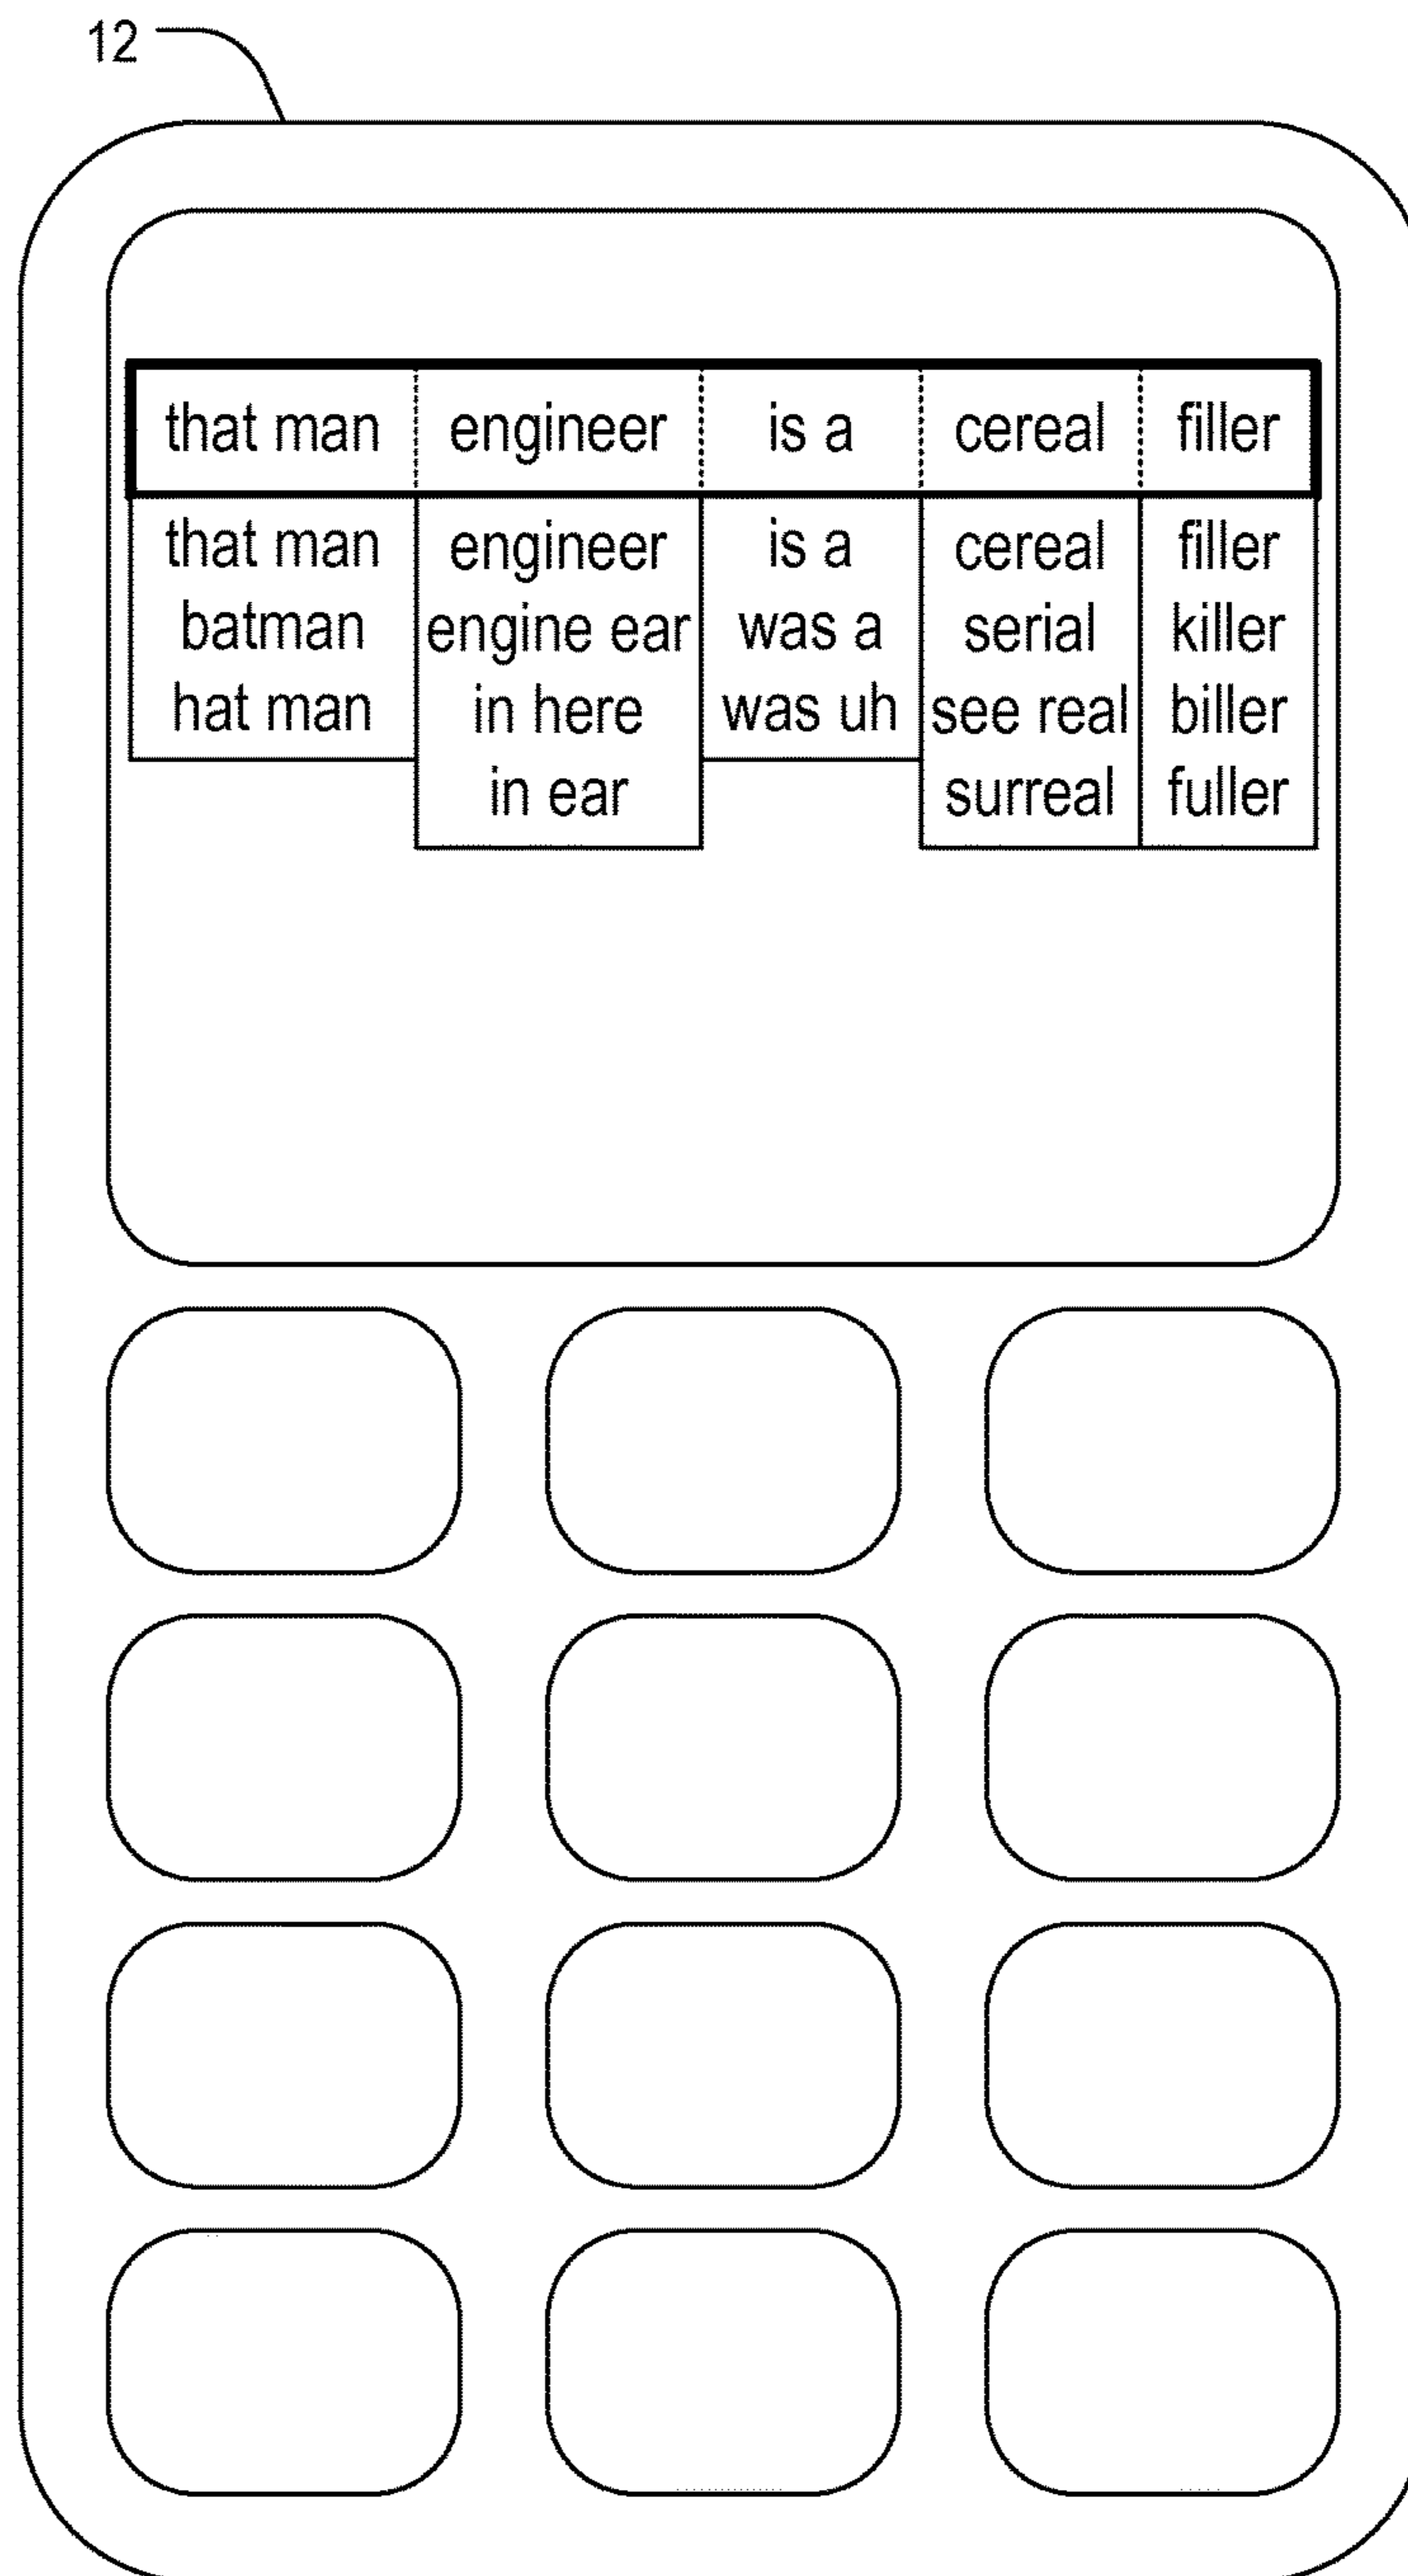 12
that man engineer is a cereal filler
that man engineer is a cereal filler
batman engine ear was a serial killer
hat man in here was uh see real biller
in ear surreal fuller